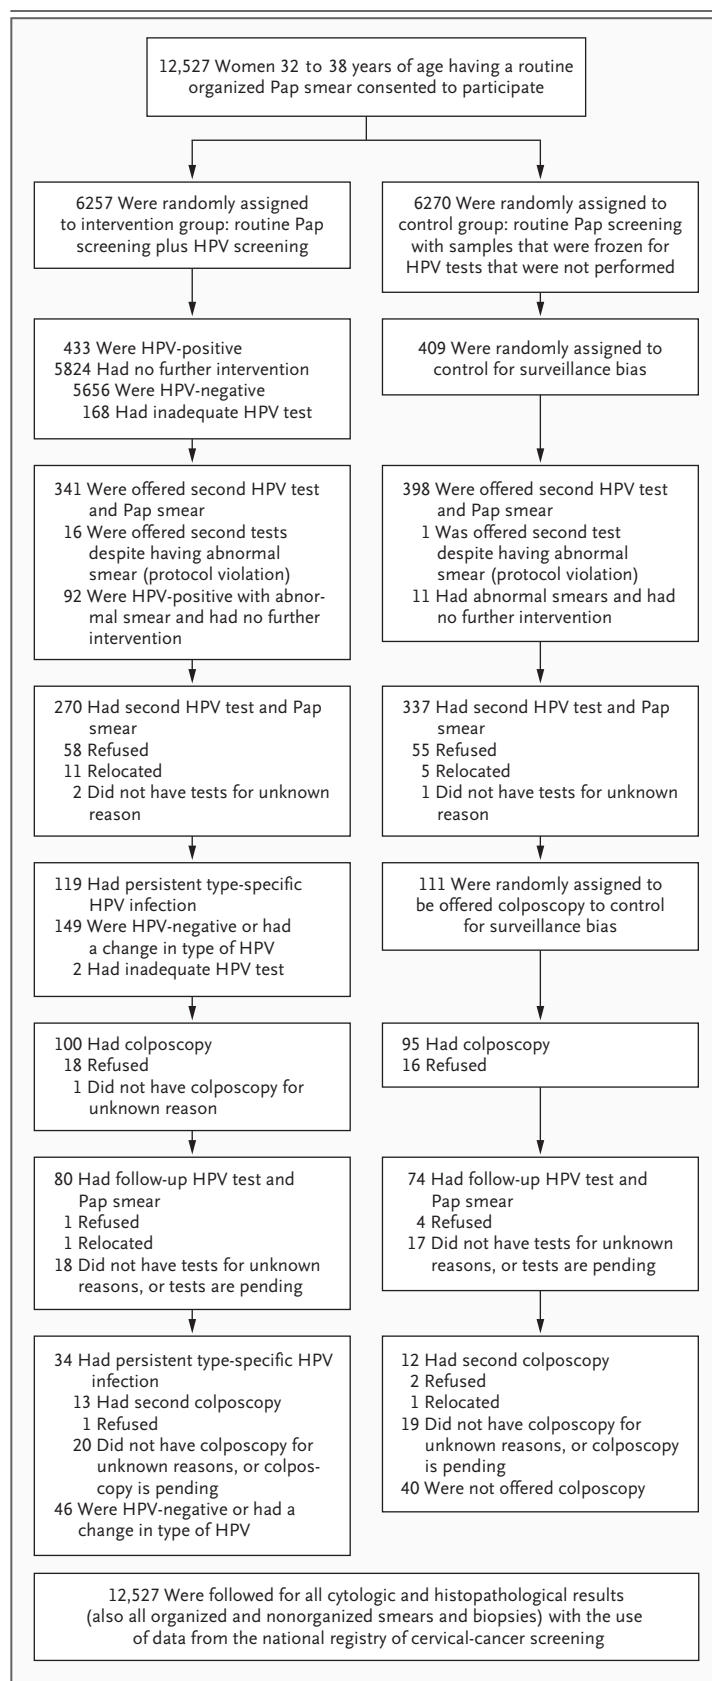 12,527 Women 32 to 38 years of age having a routine
organized Pap smear consented to participate
6257 Were randomly assigned
to intervention group: routine Pap
screening plus HPV screening
6270 Were randomly assigned to
control group: routine Pap screening
with samples that were frozen for
HPV tests that were not performed
433 Were HPV-positive
5824 Had no further intervention
5656 Were HPV-negative
168 Had inadequate HPV test
409 Were randomly assigned to
control for surveillance bias
341 Were offered second HPV test
and Pap smear
16 Were offered second tests
despite having abnormal
smear (protocol violation)
92 Were HPV-positive with abnor-
mal smear and had no further
intervention
398 Were offered second HPV test
and Pap smear
1 Was offered second test
despite having abnormal
smear (protocol violation)
11 Had abnormal smears and had
no further intervention
270 Had second HPV test and Pap
smear
58 Refused
11 Relocated
2 Did not have tests for unknown
reason
337 Had second HPV test and Pap
smear
55 Refused
5 Relocated
1 Did not have tests for unknown
reason
119 Had persistent type-specific
HPV infection
149 Were HPV-negative or had
a change in type of HPV
2 Had inadequate HPV test
111 Were randomly assigned to
be offered colposcopy to control
for surveillance bias
100 Had colposcopy
18 Refused
1 Did not have colposcopy for
unknown reason
95 Had colposcopy
16 Refused
80 Had follow-up HPV test and
Pap smear
1 Refused
1 Relocated
18 Did not have tests for unknown
reasons, or tests are pending
74 Had follow-up HPV test and
Pap smear
4 Refused
17 Did not have tests for unknown
reasons, or tests are pending
34 Had persistent type-specific HPV
infection
13 Had second colposcopy
1 Refused
20 Did not have colposcopy for
unknown reasons, or colpos-
copy is pending
46 Were HPV-negative or had a
change in type of HPV
12 Had second colposcopy
2 Refused
1 Relocated
19 Did not have colposcopy for
unknown reasons, or colposcopy
is pending
40 Were not offered colposcopy
12,527 Were followed for all cytologic and histopathological results
(also all organized and nonorganized smears and biopsies) with the use
of data from the national registry of cervical-cancer screening